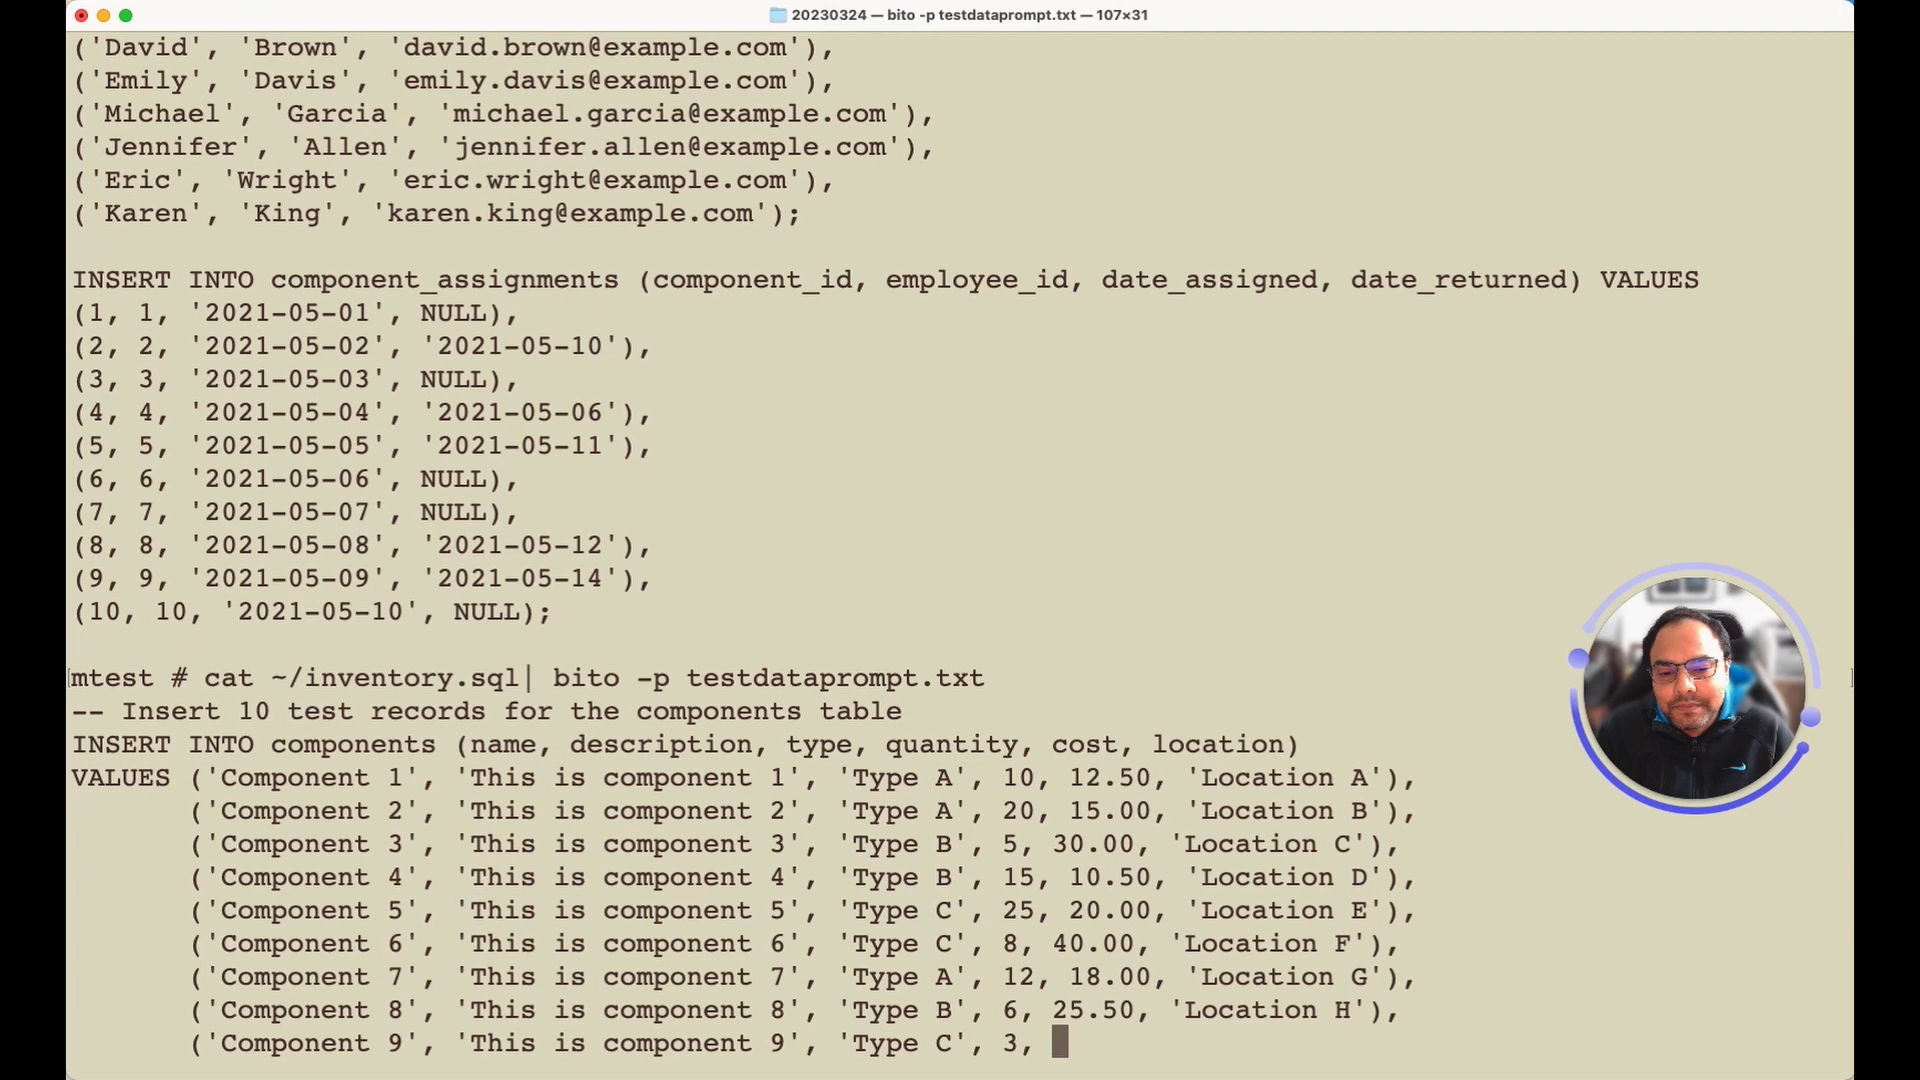 20230324 — bito -p testdataprompt.txt — 107×31
('David', 'Brown', 'david.brown@example.com'),
('Emily', 'Davis', 'emily.davis@example.com'),
('Michael', 'Garcia', 'michael.garcia@example.com'),
('Jennifer', 'Allen', 'jennifer.allen@example.com'),
('Eric', 'Wright', 'eric.wright@example.com'),
('Karen', 'King', 'karen.king@example.com');
INSERT INTO component_assignments (component_id, employee_id, date_assigned, date_returned) VALUES
(1, 1, '2021-05-01', NULL),
(2, 2, '2021-05-02', '2021-05-10'),
(3, 3, '2021-05-03', NULL),
(4, 4, '2021-05-04', '2021-05-06'),
(5, 5, '2021-05-05', '2021-05-11'),
(6, 6, '2021-05-06', NULL),
(7, 7, '2021-05-07', NULL),
(8, 8, '2021-05-08', '2021-05-12'),
(9, 9, '2021-05-09', '2021-05-14'),
(10, 10, '2021-05-10', NULL);
mtest # cat ~/inventory.sql| bito -p testdataprompt.txt
-- Insert 10 test records for the components table
INSERT INTO components (name, description, type, quantity, cost, location)
VALUES ('Component 1', 'This is component 1', 'Type A', 10, 12.50, 'Location A'),
('Component 2', 'This is component 2', 'Type A', 20, 15.00, 'Location B'),
('Component 3', 'This is component 3', 'Type B', 5, 30.00, 'Location C'),
('Component 4', 'This is component 4', 'Type B', 15, 10.50, 'Location D'),
('Component 5', 'This is component 5', 'Type C', 25, 20.00, 'Location E'),
('Component 6', 'This is component 6', 'Type C', 8, 40.00, 'Location F'),
('Component 7', 'This is component 7', 'Type A', 12, 18.00, 'Location G'),
('Component 8', 'This is component 8', 'Type B', 6, 25.50, 'Location H'),
('Component 9', 'This is component 9', 'Type C', 3,